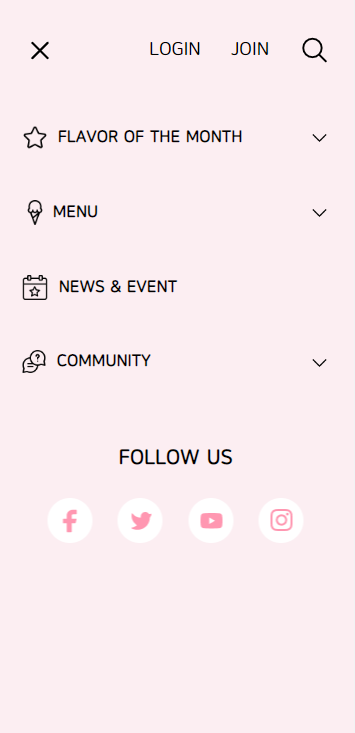 LOGIN JOIN
FLAVOR OF THE MONTH
MENU
NEWS & EVENT
COMMUNITY
FOLLOW US